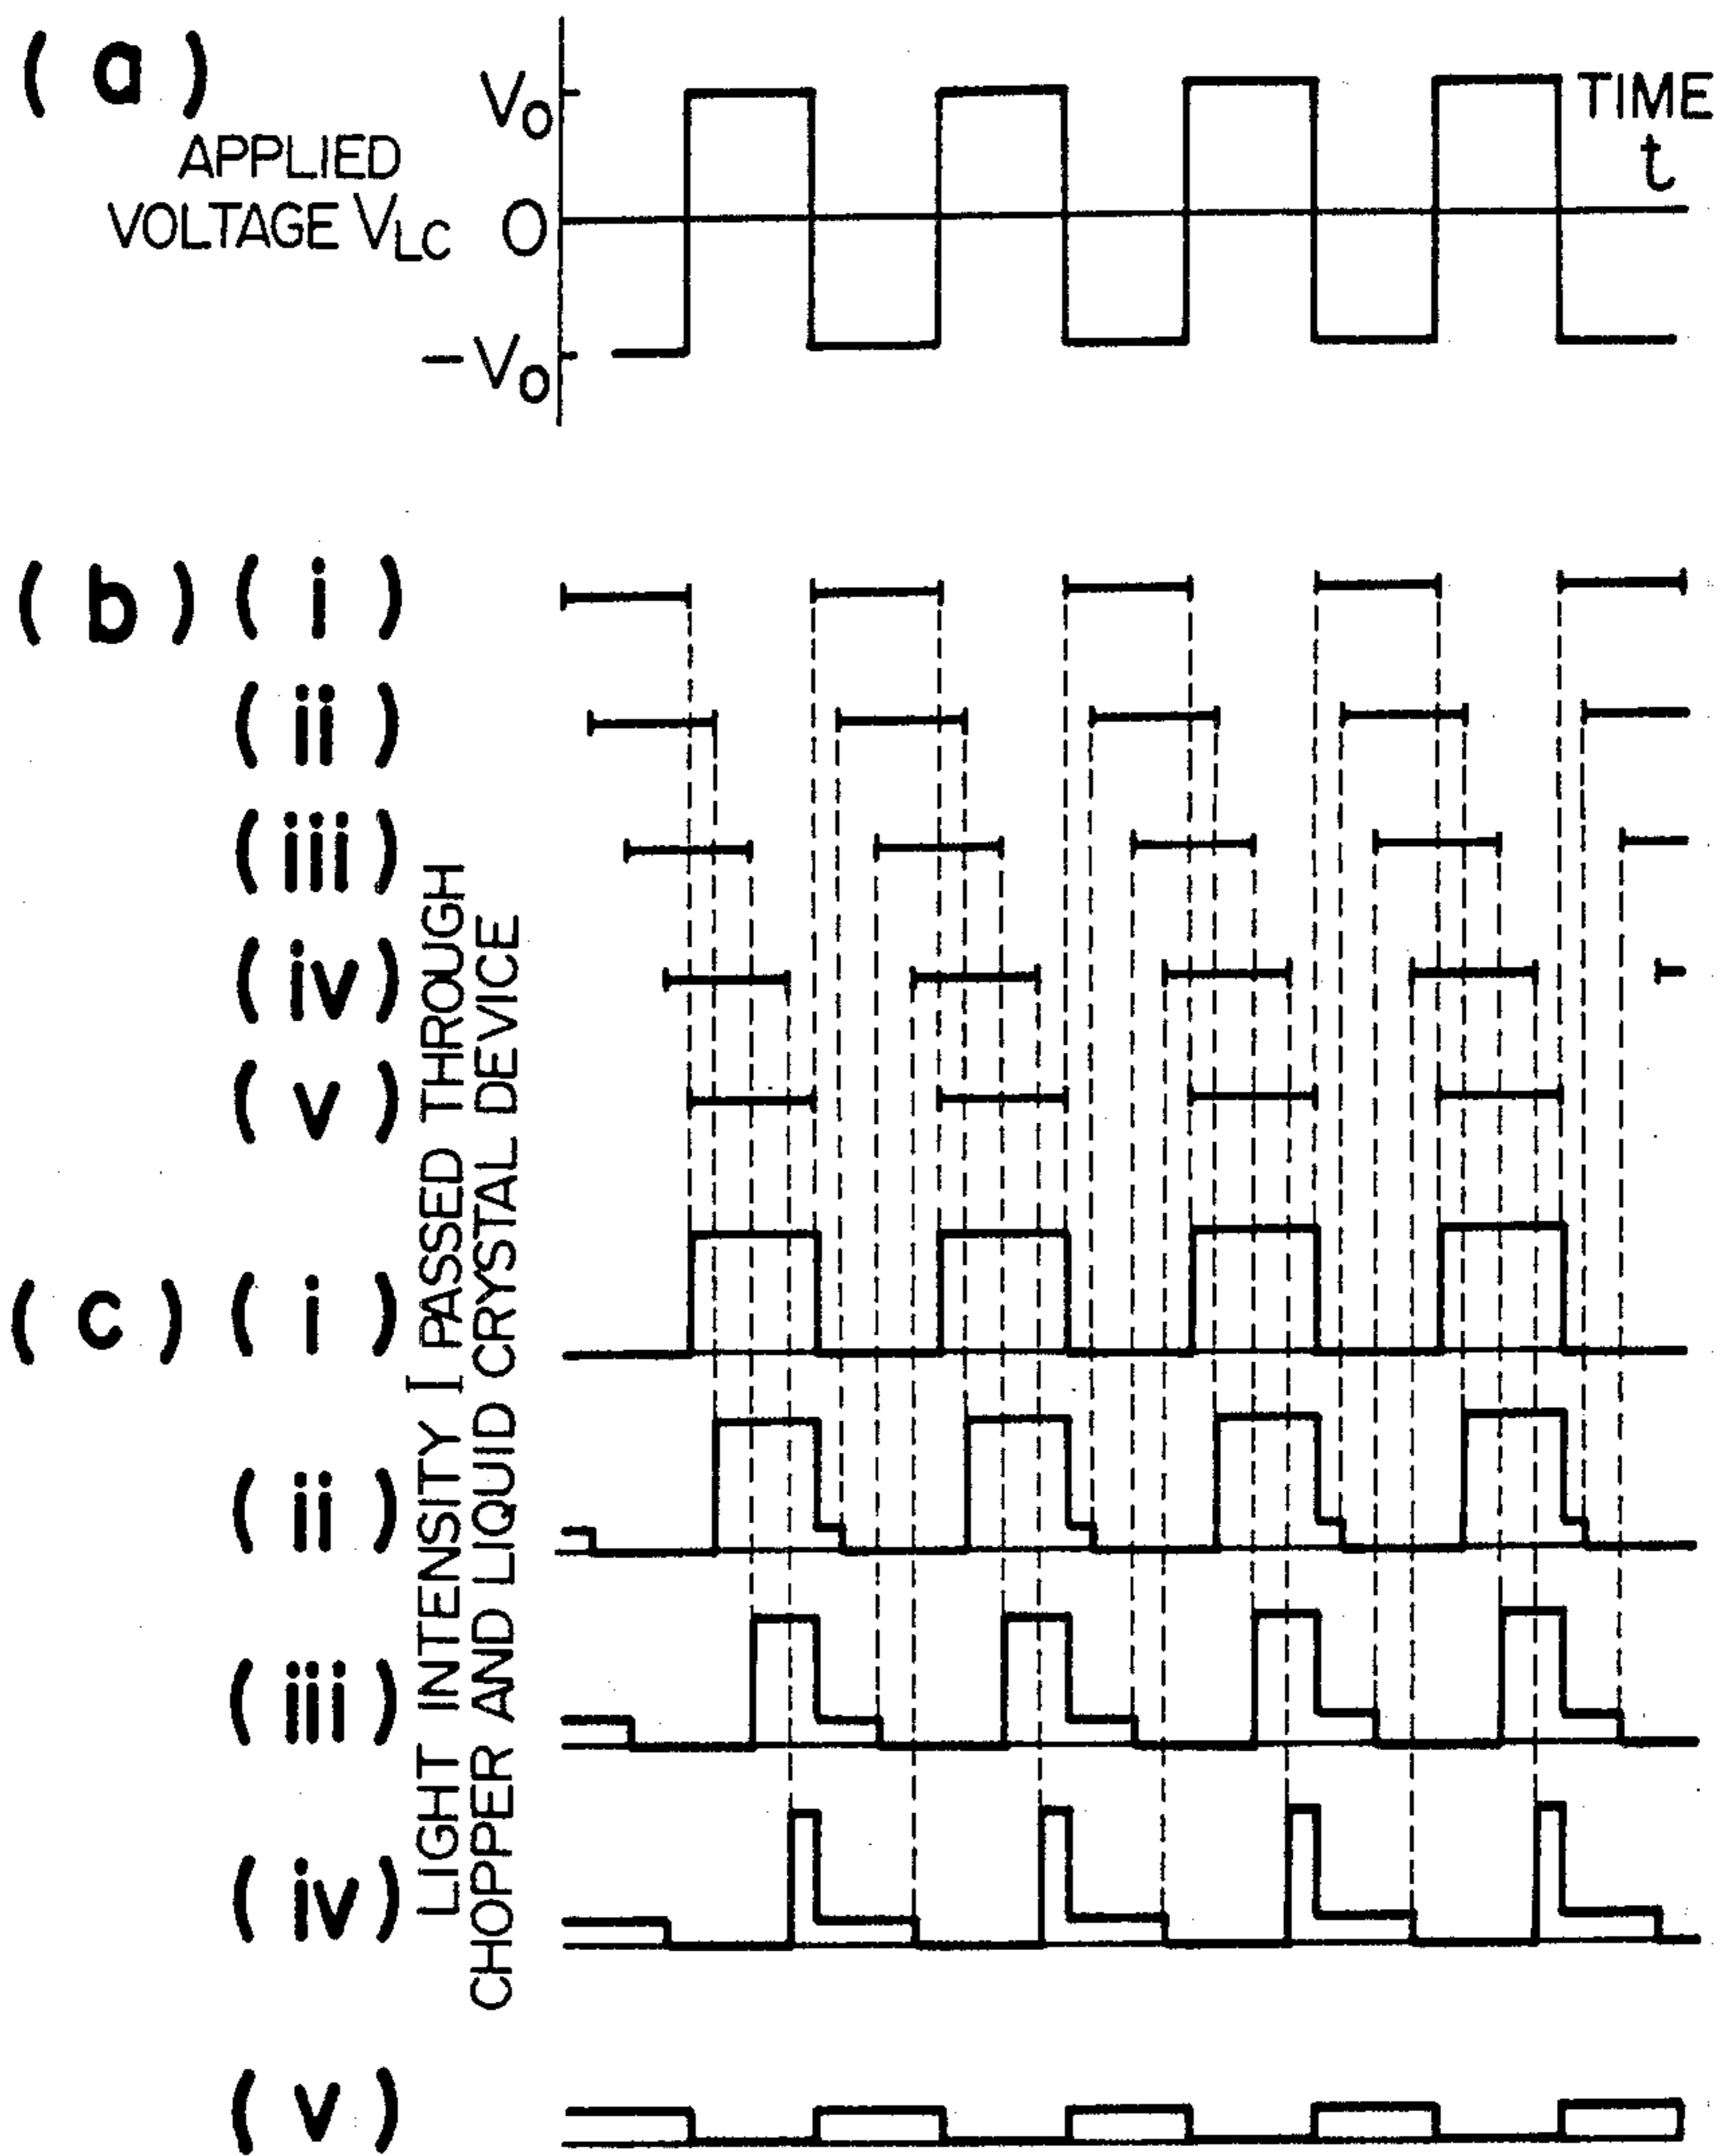 (a)
V₀
APPLIED
VOLTAGE V_LC
0
-V₀
TIME
t
(b) (i)
(ii)
(iii)
(iv)
(v)
LIGHT INTENSITY I PASSED THROUGH
CHOPPER AND LIQUID CRYSTAL DEVICE
(c) (i)
(ii)
(iii)
(iv)
(v)